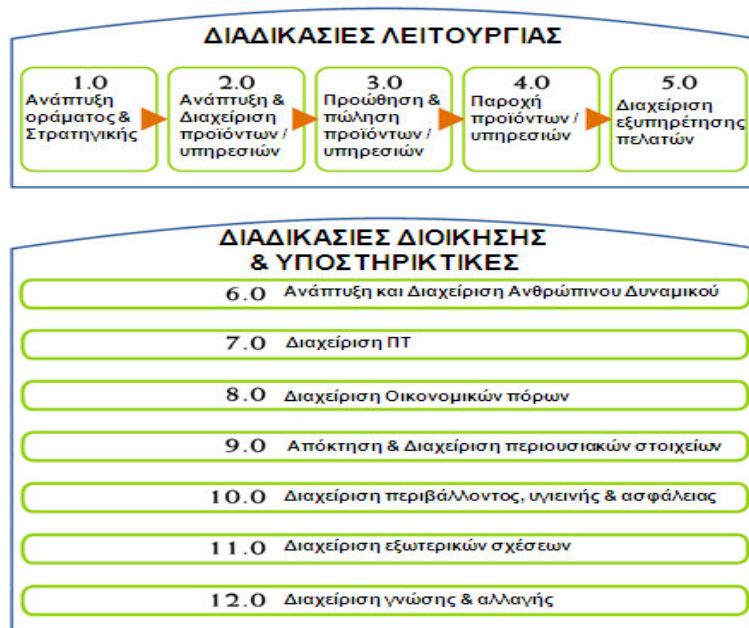 ΔΙΑΔΙΚΑΣΙΕΣ ΛΕΙΤΟΥΡΓΙΑΣ
1.0
Ανάπτυξη
οράματος &
Στρατηγικής
2.0
Ανάπτυξη &
Διαχείριση
προϊόντων /
υπηρεσιών
3.0
Προώθηση &
πώληση
προϊόντων /
υπηρεσιών
4.0
Παροχή
προϊόντων /
υπηρεσιών
5.0
Διαχείριση
εξυπηρέτησης
πελατών
ΔΙΑΔΙΚΑΣΙΕΣ ΔΙΟΙΚΗΣΗΣ
& ΥΠΟΣΤΗΡΙΚΤΙΚΕΣ
6.0 Ανάπτυξη και Διαχείριση Ανθρώπινου Δυναμικού
7.0 Διαχείριση ΠΤ
8.0 Διαχείριση Οικονομικών πόρων
9.0 Απόκτηση & Διαχείριση περιουσιακών στοιχείων
10.0 Διαχείριση περιβάλλοντος, υγιεινής & ασφάλειας
11.0 Διαχείριση εξωτερικών σχέσεων
12.0 Διαχείριση γνώσης & αλλαγής